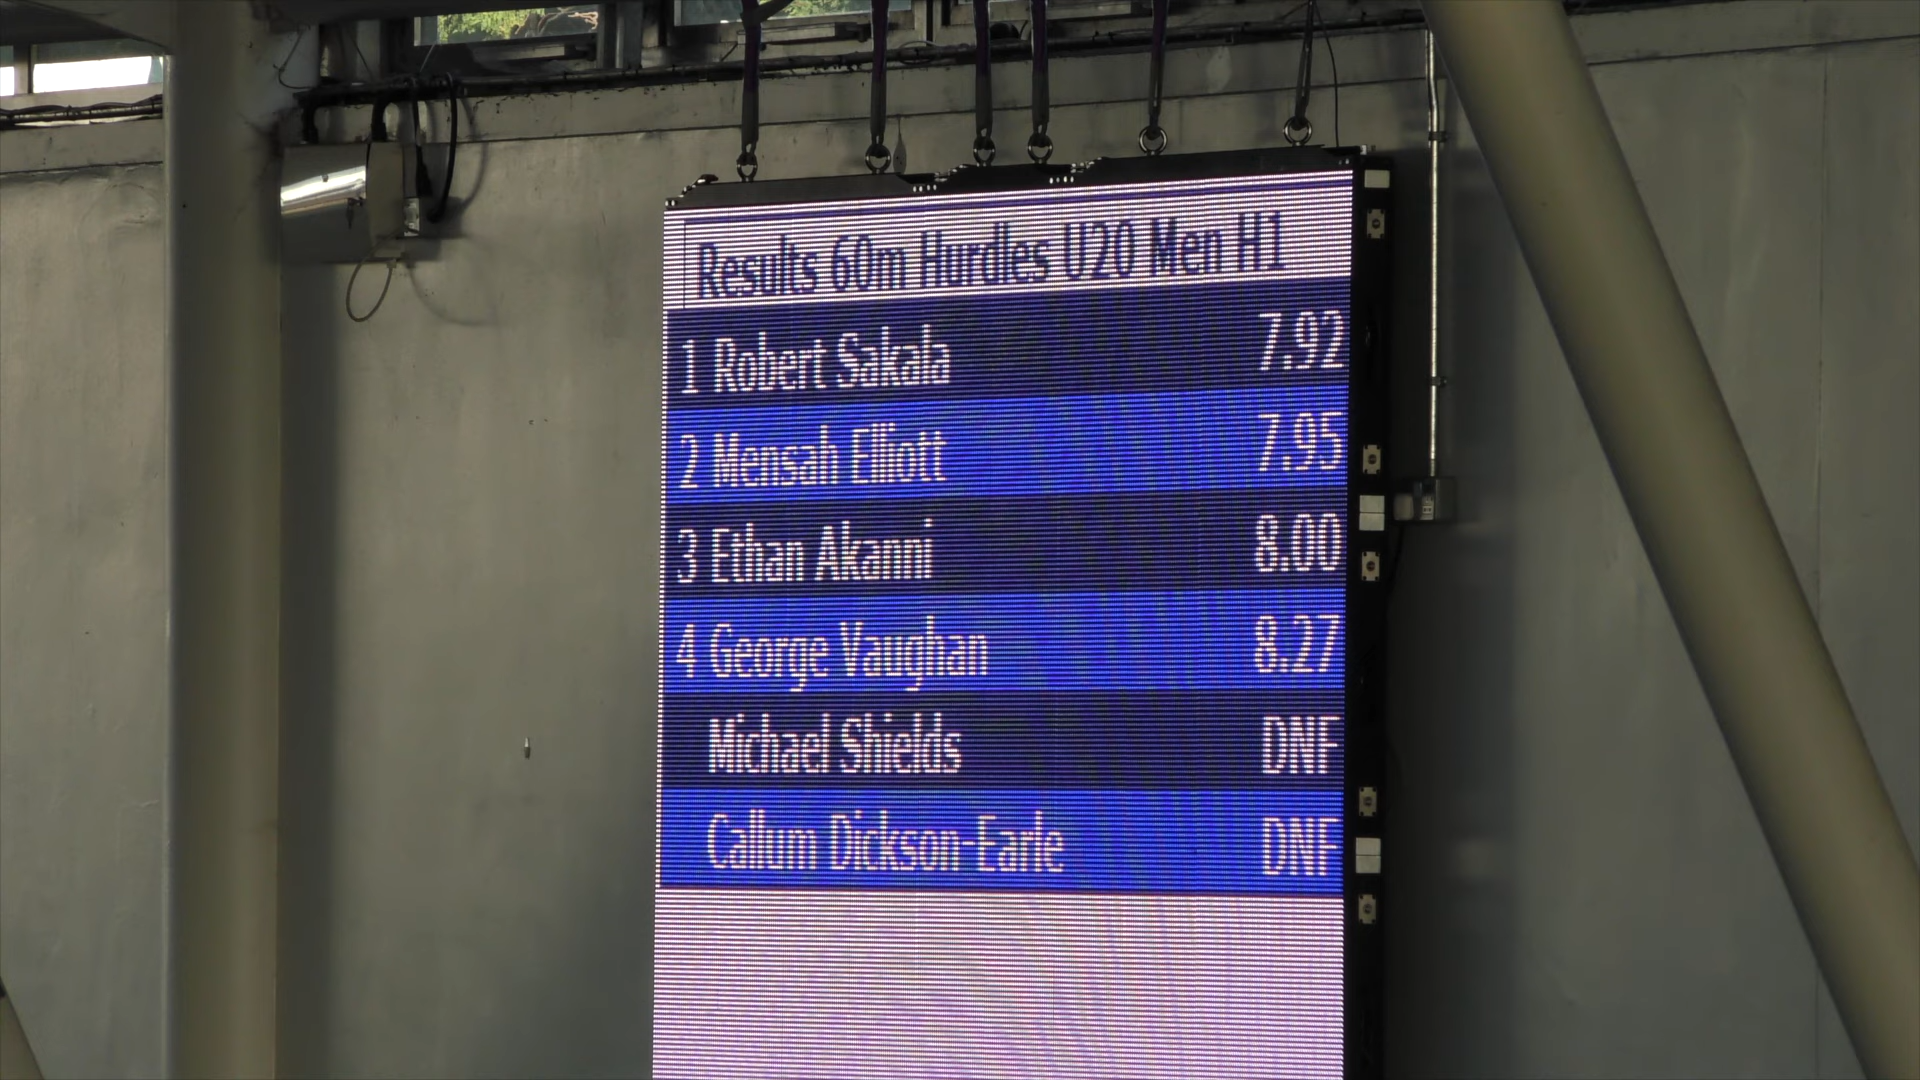 Results 60m Hurdles U20 Men H1
1 Robert Sakala 7.92
2 Mensah Elliott 7.95
3 Ethan Akanni 8.00
4 George Vaughan 8.27
Michael Shields DNF
Callum Dickson-Earle DNF